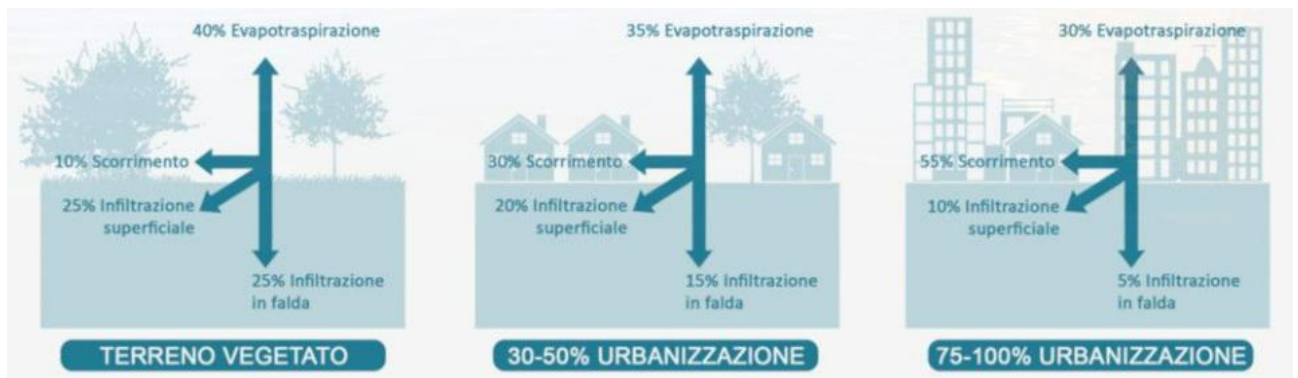 40% Evapotraspirazione
10% Scorrimento
25% Infiltrazione
superficiale
25% Infiltrazione
in falda
TERRENO VEGETATO
35% Evapotraspirazione
30% Scorrimento
20% Infiltrazione
superficiale
15% Infiltrazione
in falda
30-50% URBANIZZAZIONE
30% Evapotraspirazione
55% Scorrimento
10% Infiltrazione
superficiale
5% Infiltrazione
in falda
75-100% URBANIZZAZIONE